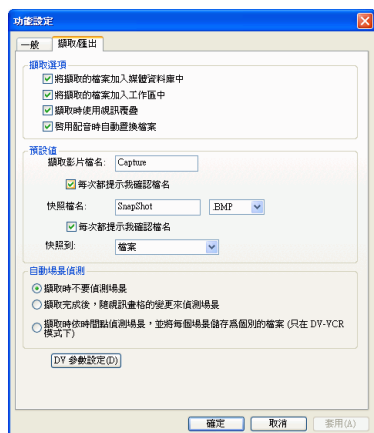 功能設定
一般 擷取/匯出
擷取選項
將擷取的檔案加入媒體資料庫中
將擷取的檔案加入工作區中
擷取時使用視訊覆疊
啓用配音時自動置換檔案
預設值
擷取影片檔名: Capture
每次都提示我確認檔名
快照檔名: SnapShot .BMP
每次都提示我確認檔名
快照到: 檔案
自動場景偵測
擷取時不要偵測場景
擷取完成後，隨視訊畫格的變更來偵測場景
擷取時依時間點偵測場景，並將每個場景儲存爲個別的檔案 (只在 DV-VCR
模式下)
DV 參數設定(D)
確定 取消 套用(A)